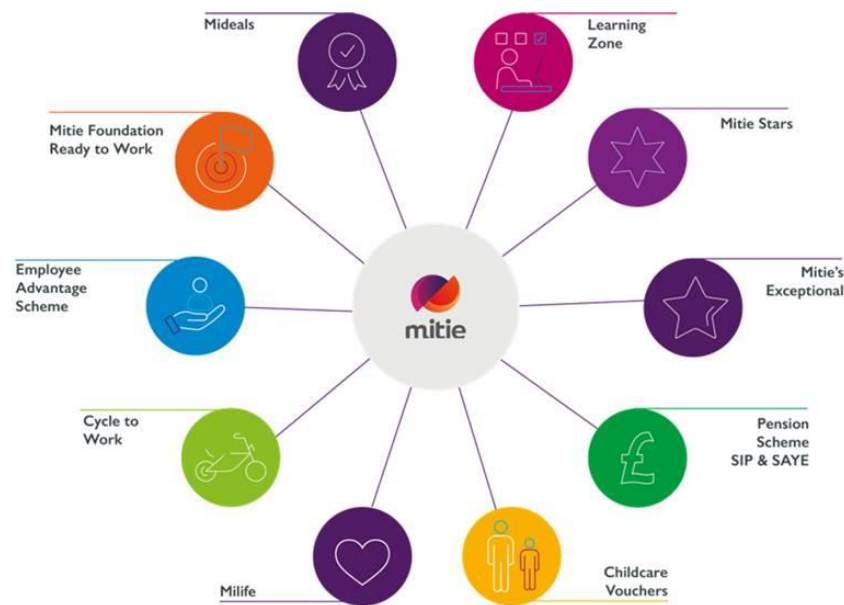 Mideals
Learning
Zone
Mitie Foundation
Ready to Work
Mitie Stars
Employee
Advantage
Scheme
mitie
Mitie's
Exceptional
Cycle to
Work
Pension
Scheme
SIP & SAYE
£
Milife
Childcare
Vouchers